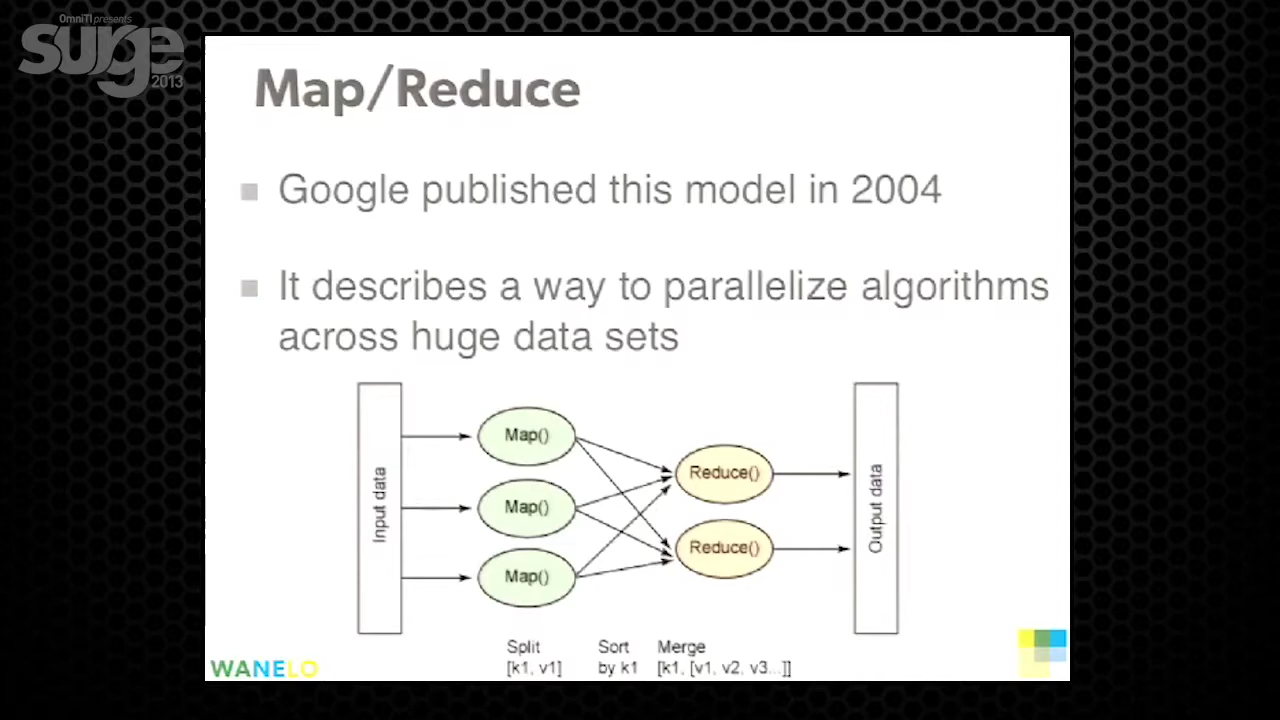 OmniTI presents
surge
2013
Map/Reduce
Google published this model in 2004
It describes a way to parallelize algorithms
across huge data sets
Input data
Map()
Map()
Map()
Reduce()
Reduce()
Output data
Split
[k1, v1]
Sort
by k1
Merge
[k1, [v1, v2, v3...]]
WANELO